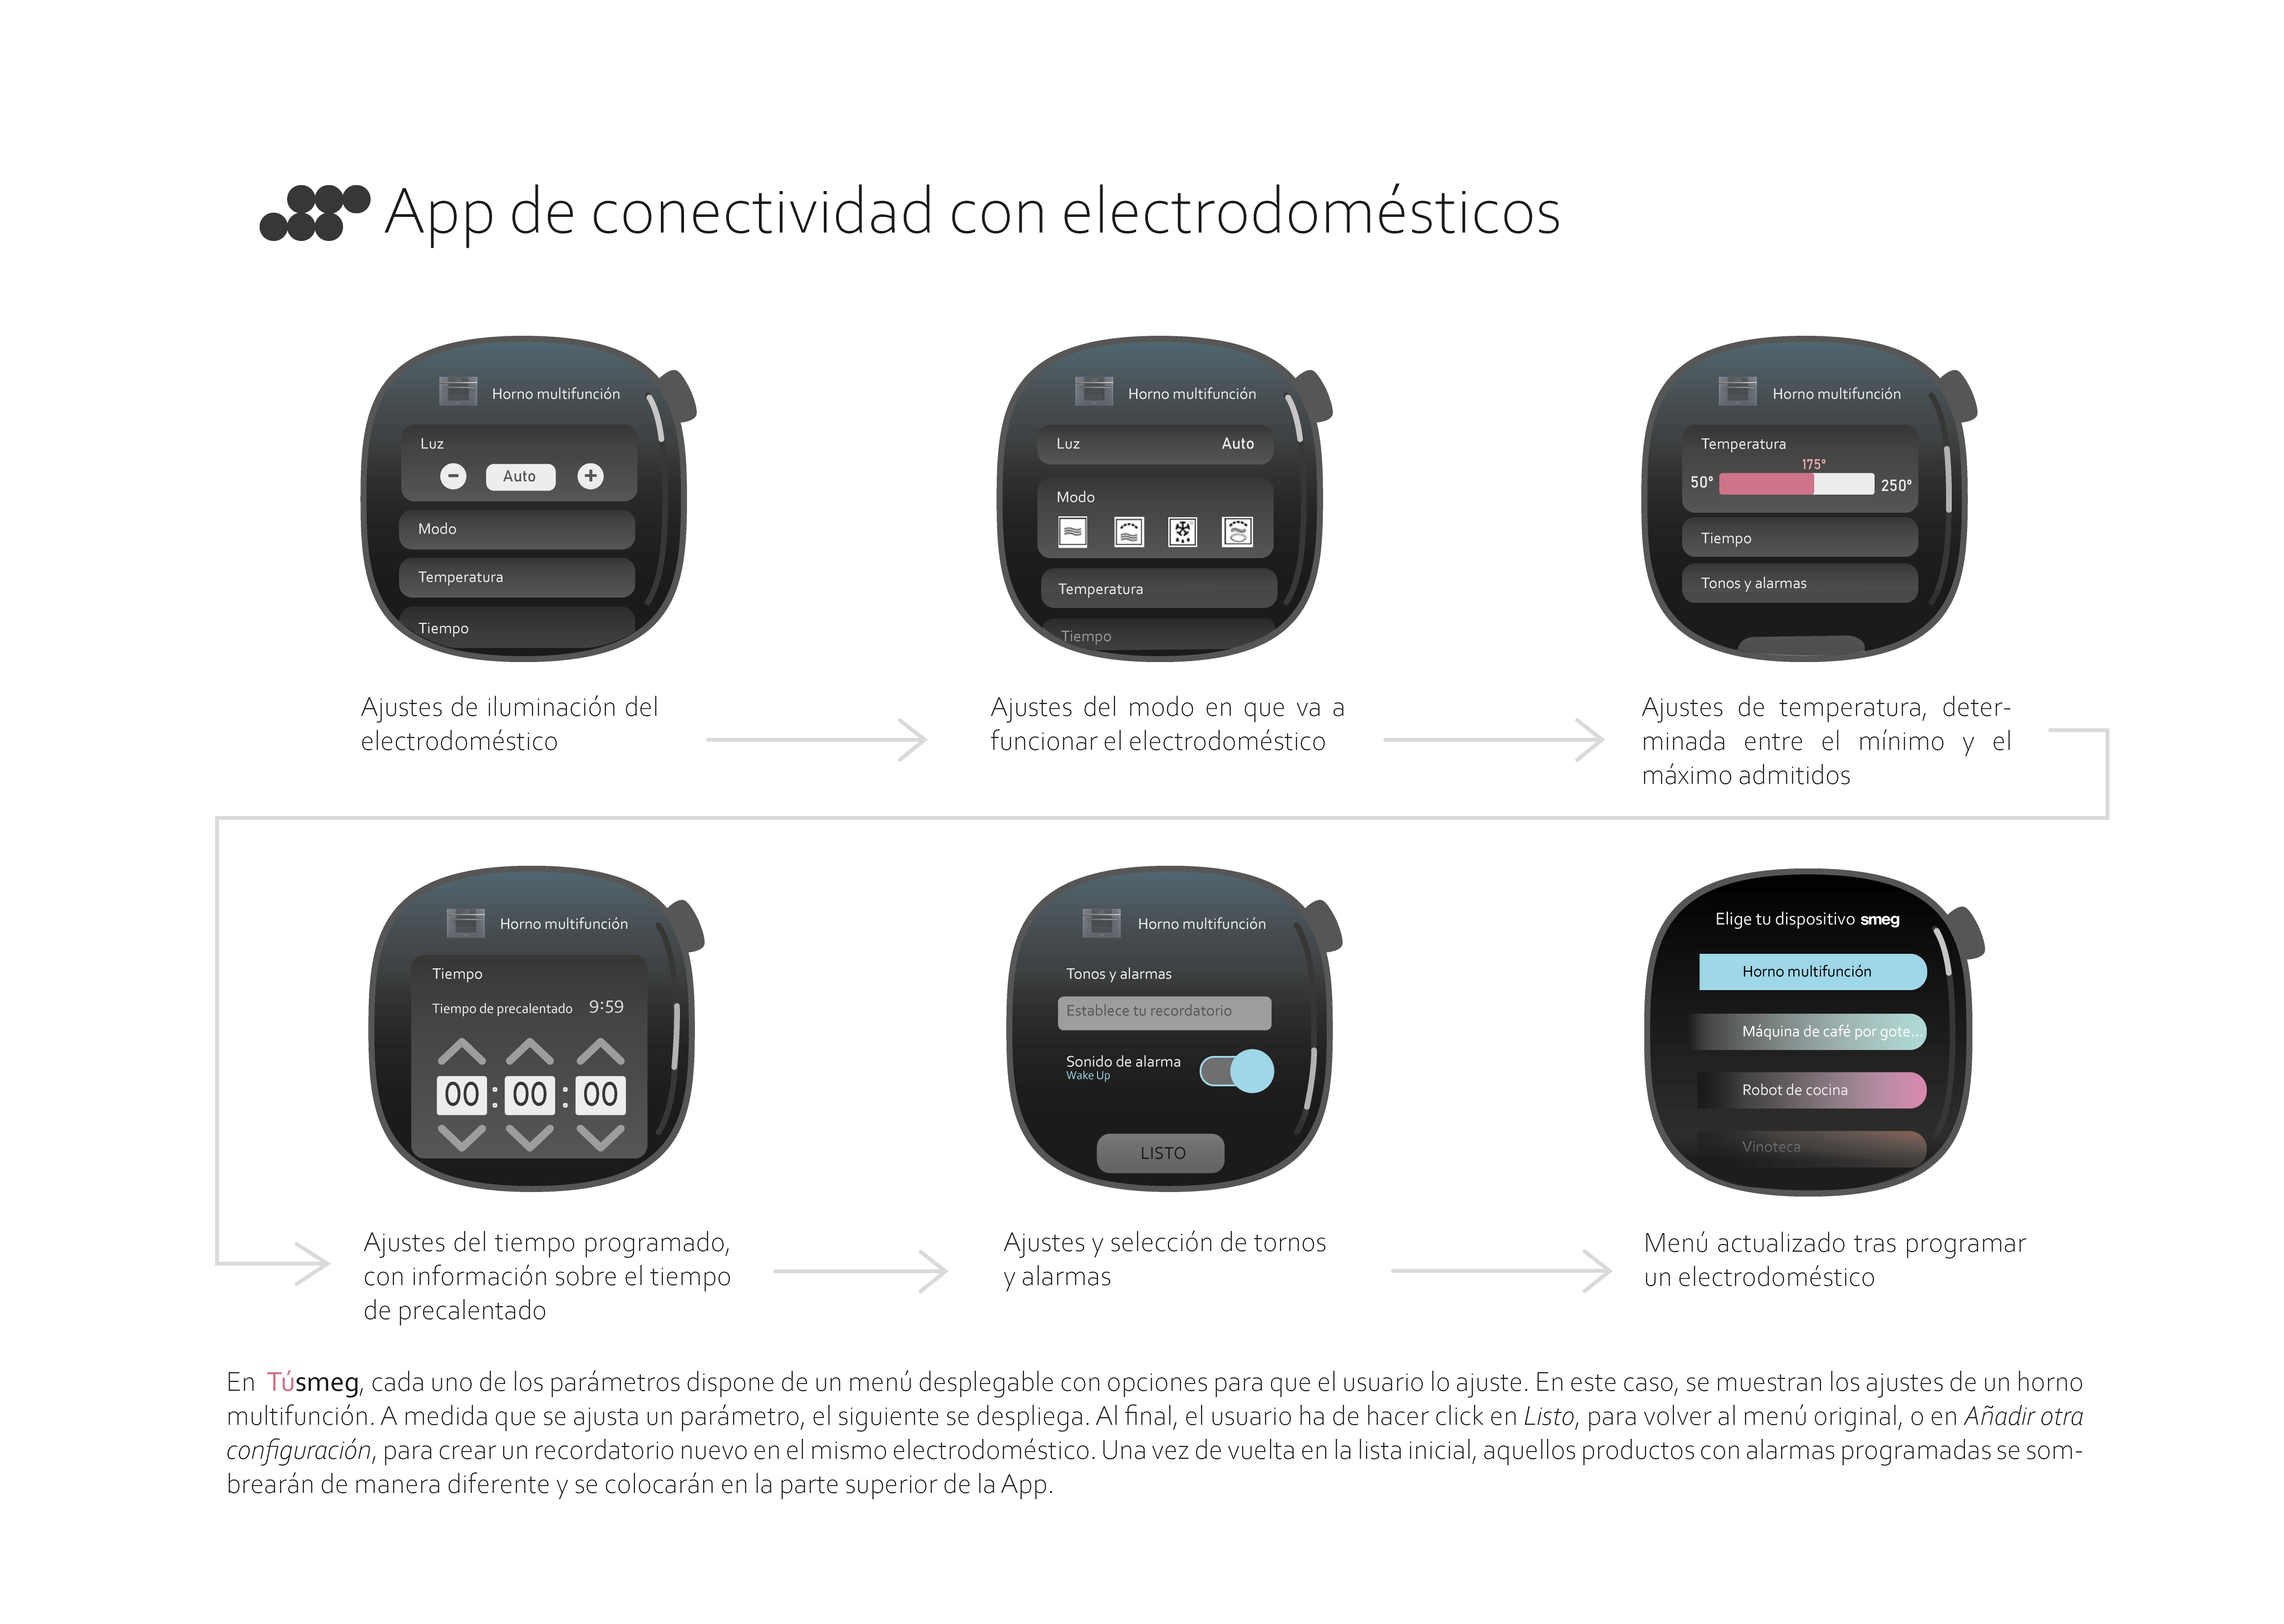 App de conectividad con electrodomésticos
Horno multifunción
Luz
− Auto +
Modo
Temperatura
Tiempo
Ajustes de iluminación del
electrodoméstico
Horno multifunción
Luz Auto
Modo
Temperatura
Tiempo
Ajustes del modo en que va a
funcionar el electrodoméstico
Horno multifunción
Temperatura
175º
50º 250º
Tiempo
Tonos y alarmas
Ajustes de temperatura, deter-
minada entre el mínimo y el
máximo admitidos
Horno multifunción
Tiempo
Tiempo de precalentado 9:59
00 : 00 : 00
Ajustes del tiempo programado,
con información sobre el tiempo
de precalentado
Horno multifunción
Tonos y alarmas
Establece tu recordatorio
Sonido de alarma
Wake Up
LISTO
Ajustes y selección de tornos
y alarmas
Elige tu dispositivo smeg
Horno multifunción
Máquina de café por gote...
Robot de cocina
Vinoteca
Menú actualizado tras programar
un electrodoméstico
En Túsmeg, cada uno de los parámetros dispone de un menú desplegable con opciones para que el usuario lo ajuste. En este caso, se muestran los ajustes de un horno
multifunción. A medida que se ajusta un parámetro, el siguiente se despliega. Al final, el usuario ha de hacer click en Listo, para volver al menú original, o en Añadir otra
configuración, para crear un recordatorio nuevo en el mismo electrodoméstico. Una vez de vuelta en la lista inicial, aquellos productos con alarmas programadas se som-
brearán de manera diferente y se colocarán en la parte superior de la App.